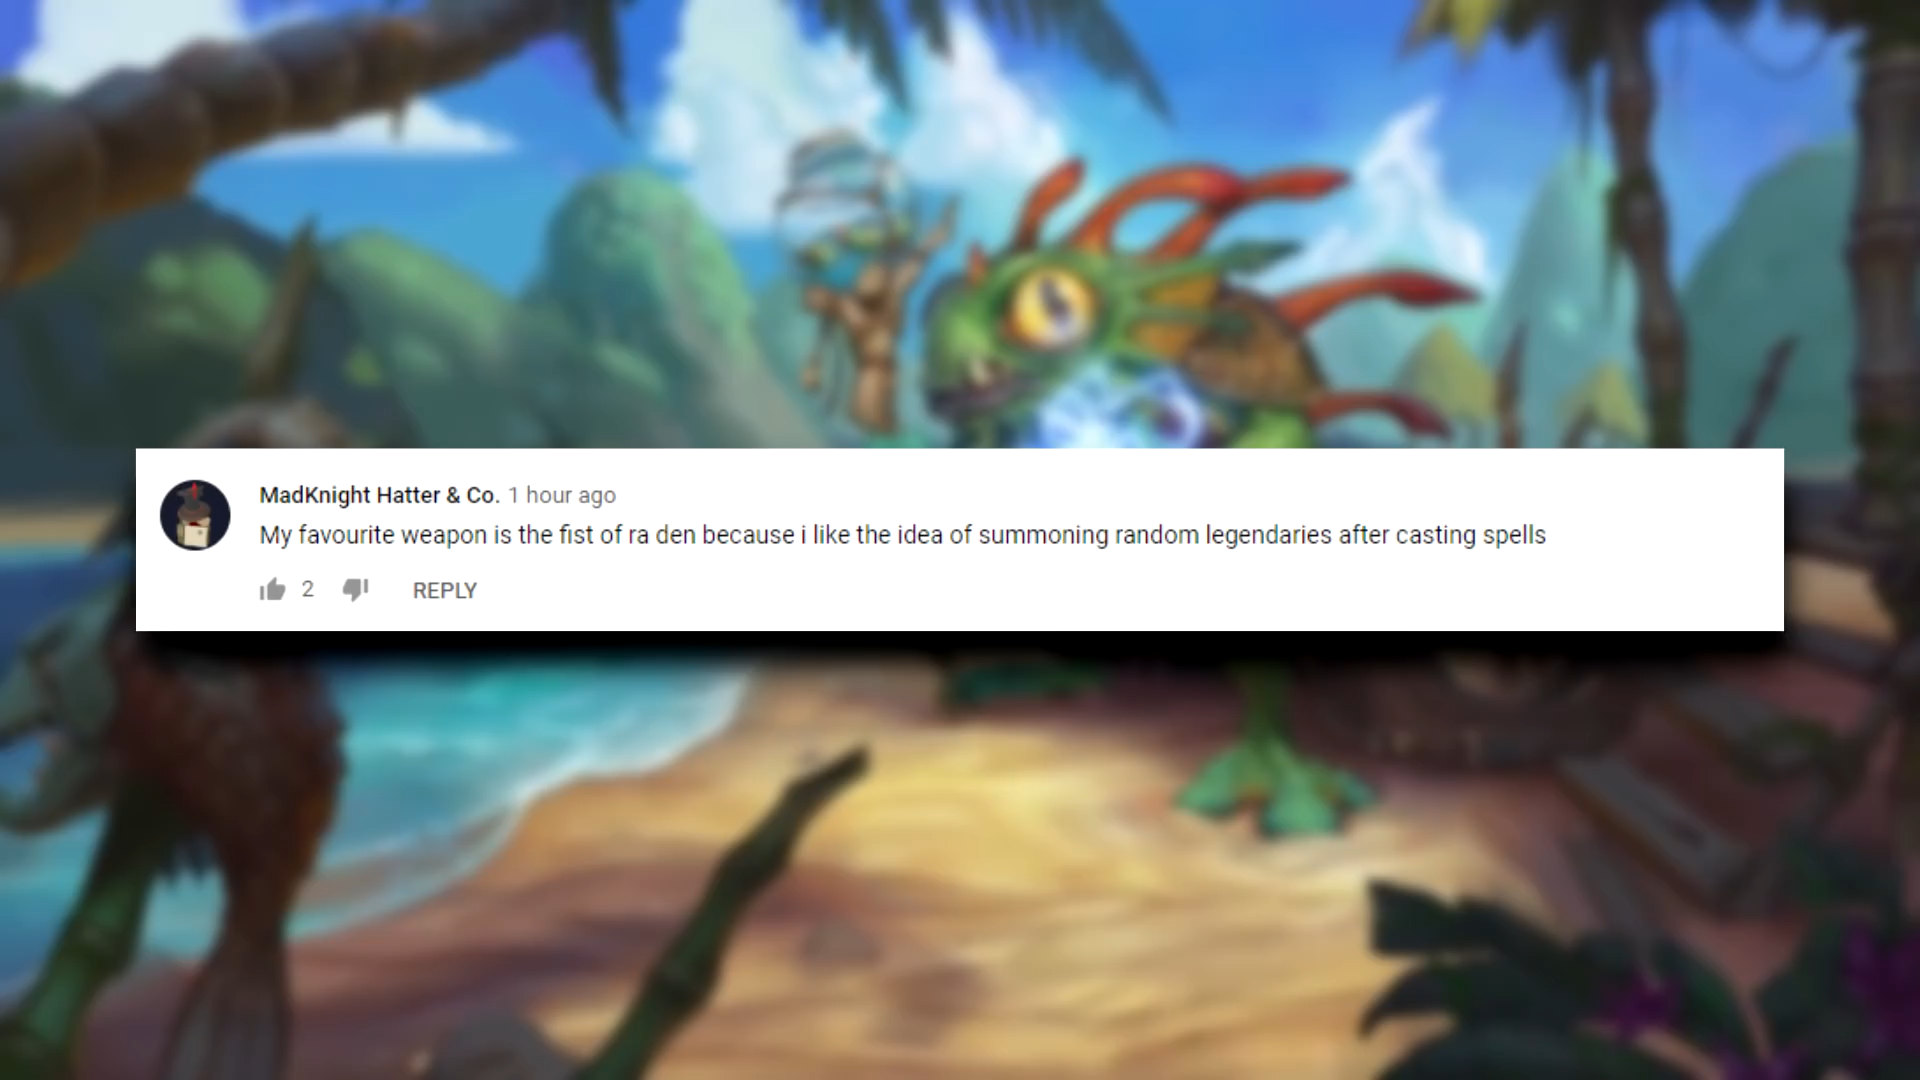 MadKnight Hatter & Co. 1 hour ago
My favourite weapon is the fist of ra den because i like the idea of summoning random legendaries after casting spells
2 REPLY